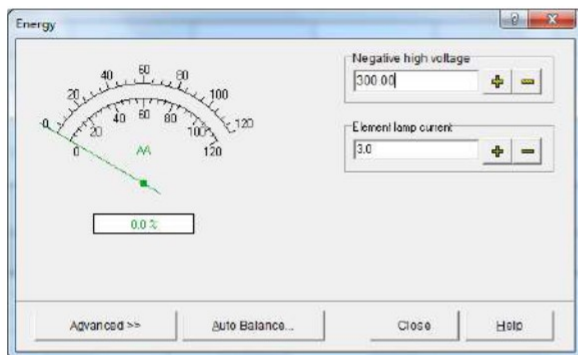 Energy
Negative high voltage
300.00
Element lamp current
3.0
0 20 40 60 80 100 120
0 20 40 60 80 100 120
AA
0.0 %
Advanced >>
Auto Balance...
Close
Help